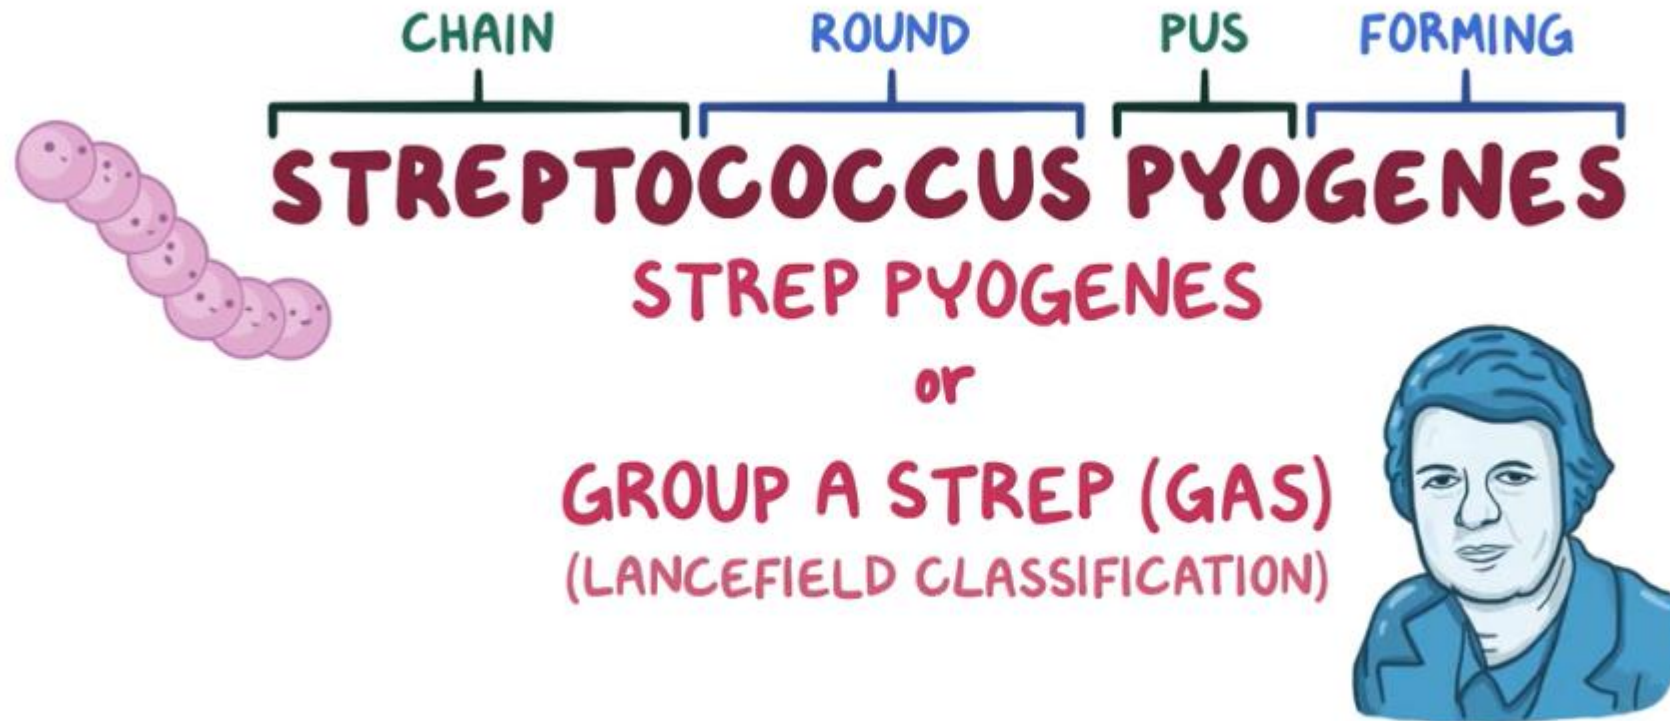 CHAIN ROUND PUS FORMING
STREPTOCOCCUS PYOGENES
STREP PYOGENES
or
GROUP A STREP (GAS)
(LANCEFIELD CLASSIFICATION)